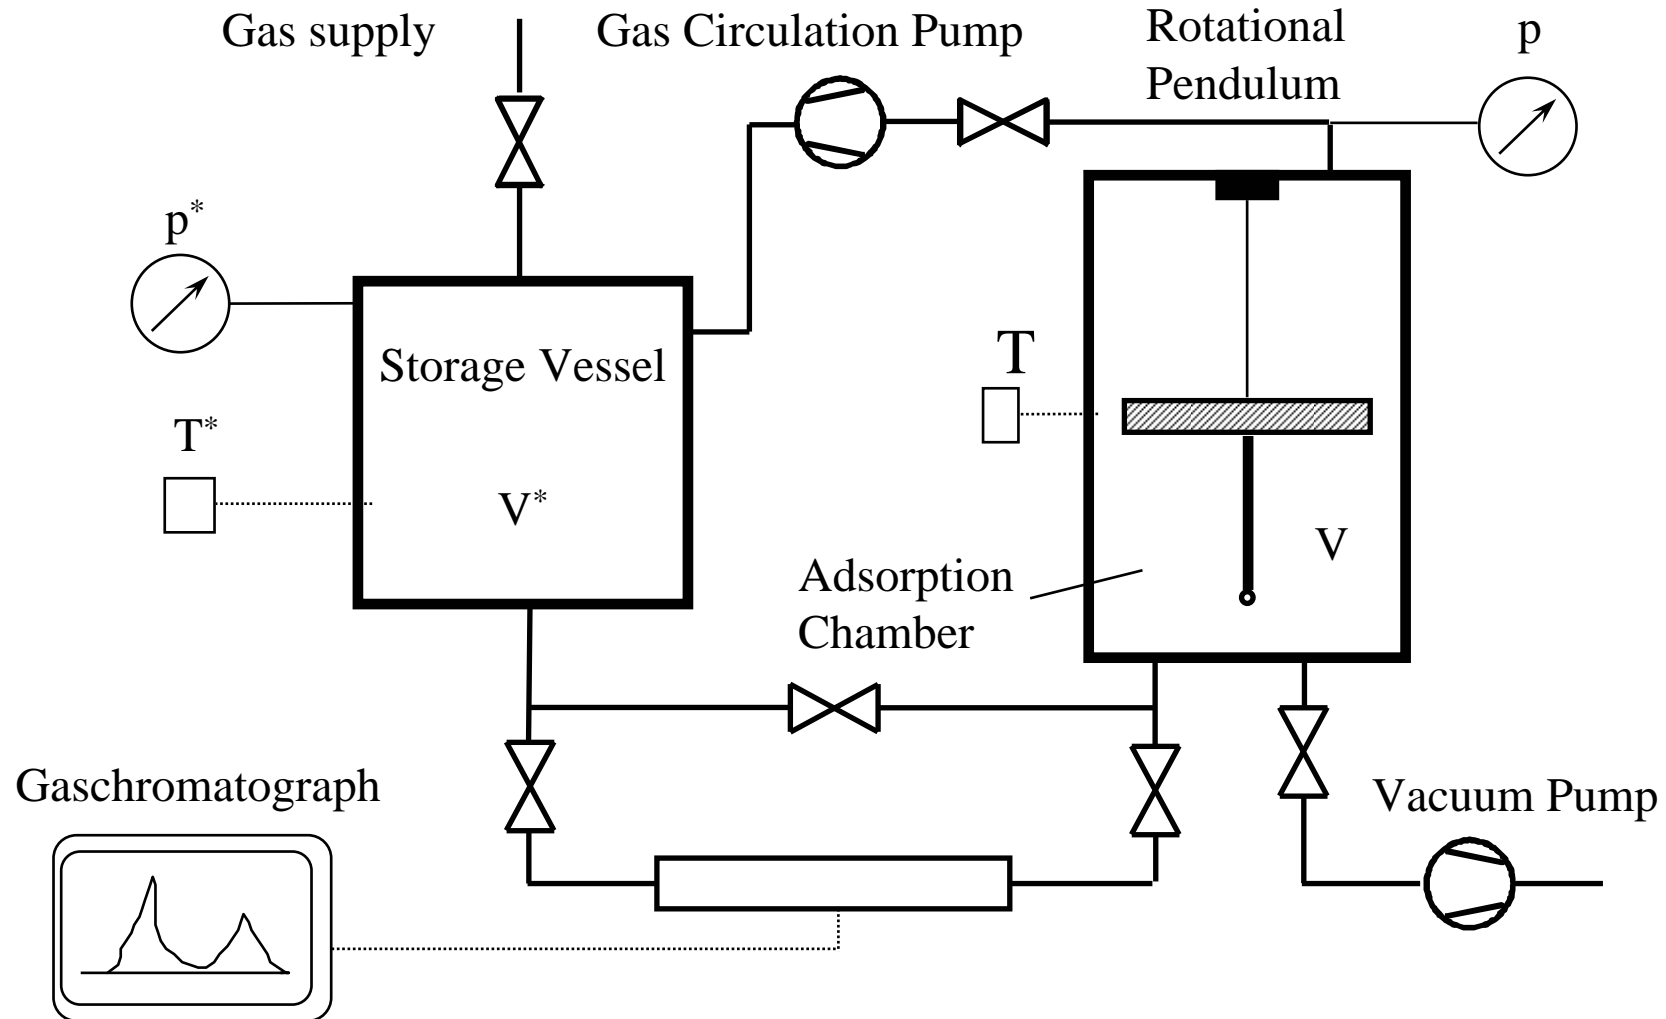 Gas supply
Gas Circulation Pump
Rotational
Pendulum
p
p*
Storage Vessel
T
T*
V*
V
Adsorption
Chamber
Gaschromatograph
Vacuum Pump